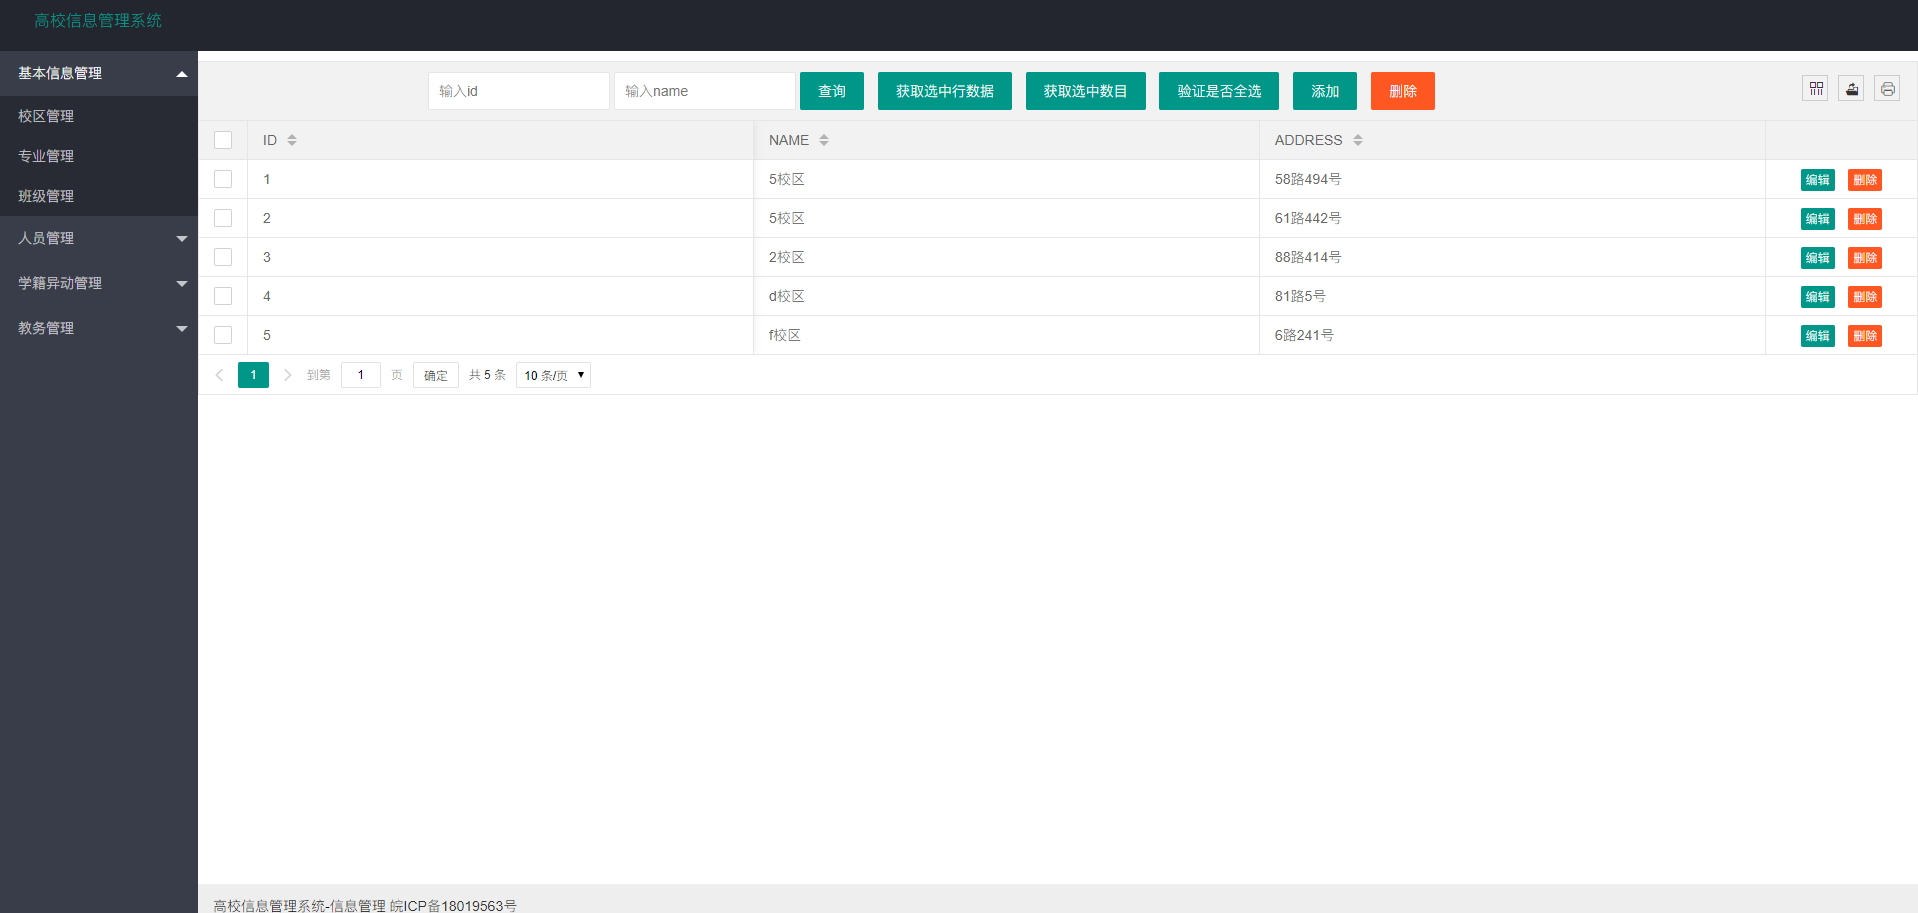 高校信息管理系统
基本信息管理
校区管理
专业管理
班级管理
人员管理
学籍异动管理
教务管理
输入id 输入name 查询 获取选中行数据 获取选中数目 验证是否全选 添加 删除
ID NAME ADDRESS
1 5校区 58路494号 编辑 删除
2 5校区 61路442号 编辑 删除
3 2校区 88路414号 编辑 删除
4 d校区 81路5号 编辑 删除
5 f校区 6路241号 编辑 删除
1 到第 1 页 确定 共 5 条 10 条/页
高校信息管理系统-信息管理 皖ICP备18019563号